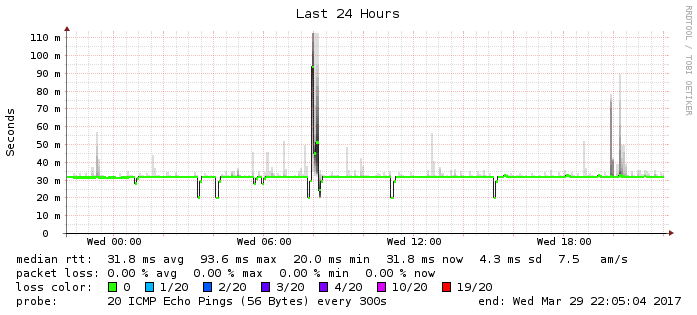 Last 24 Hours
RRDTOOL / TOBI OETIKER
Seconds
110 m
100 m
90 m
80 m
70 m
60 m
50 m
40 m
30 m
20 m
10 m
0
Wed 00:00 Wed 06:00 Wed 12:00 Wed 18:00
median rtt: 31.8 ms avg 93.6 ms max 20.0 ms min 31.8 ms now 4.3 ms sd 7.5 am/s
packet loss: 0.00 % avg 0.00 % max 0.00 % min 0.00 % now
loss color: 0 1/20 2/20 3/20 4/20 10/20 19/20
probe: 20 ICMP Echo Pings (56 Bytes) every 300s end: Wed Mar 29 22:05:04 2017